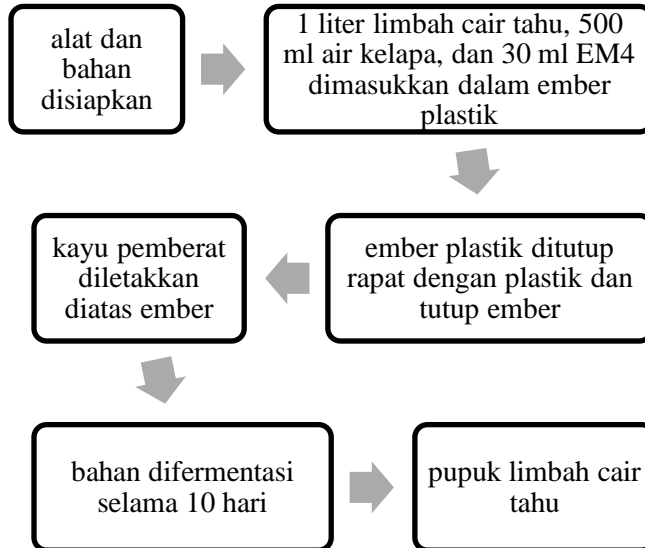 alat dan
bahan
disiapkan
1 liter limbah cair tahu, 500
ml air kelapa, dan 30 ml EM4
dimasukkan dalam ember
plastik
ember plastik ditutup
rapat dengan plastik dan
tutup ember
kayu pemberat
diletakkan
diatas ember
bahan difermentasi
selama 10 hari
pupuk limbah cair
tahu